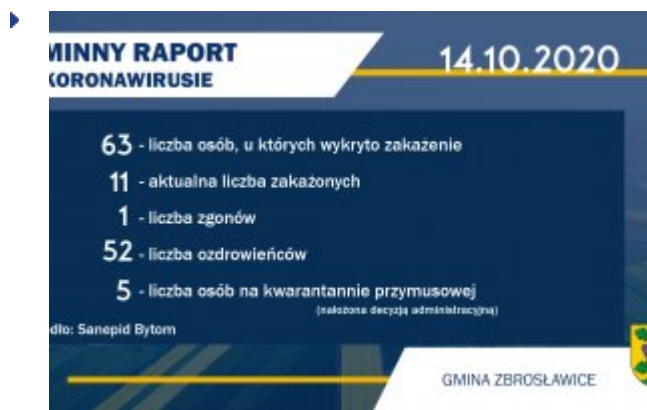 MINNY RAPORT
KORONAWIRUSIE
14.10.2020
63 - liczba osób, u których wykryto zakażenie
11 - aktualna liczba zakażonych
1 - liczba zgonów
52 - liczba ozdrowieńców
5 - liczba osób na kwarantannie przymusowej
(nałożona decyzją administracyjną)
dło: Sanepid Bytom
GMINA ZBROSŁAWICE